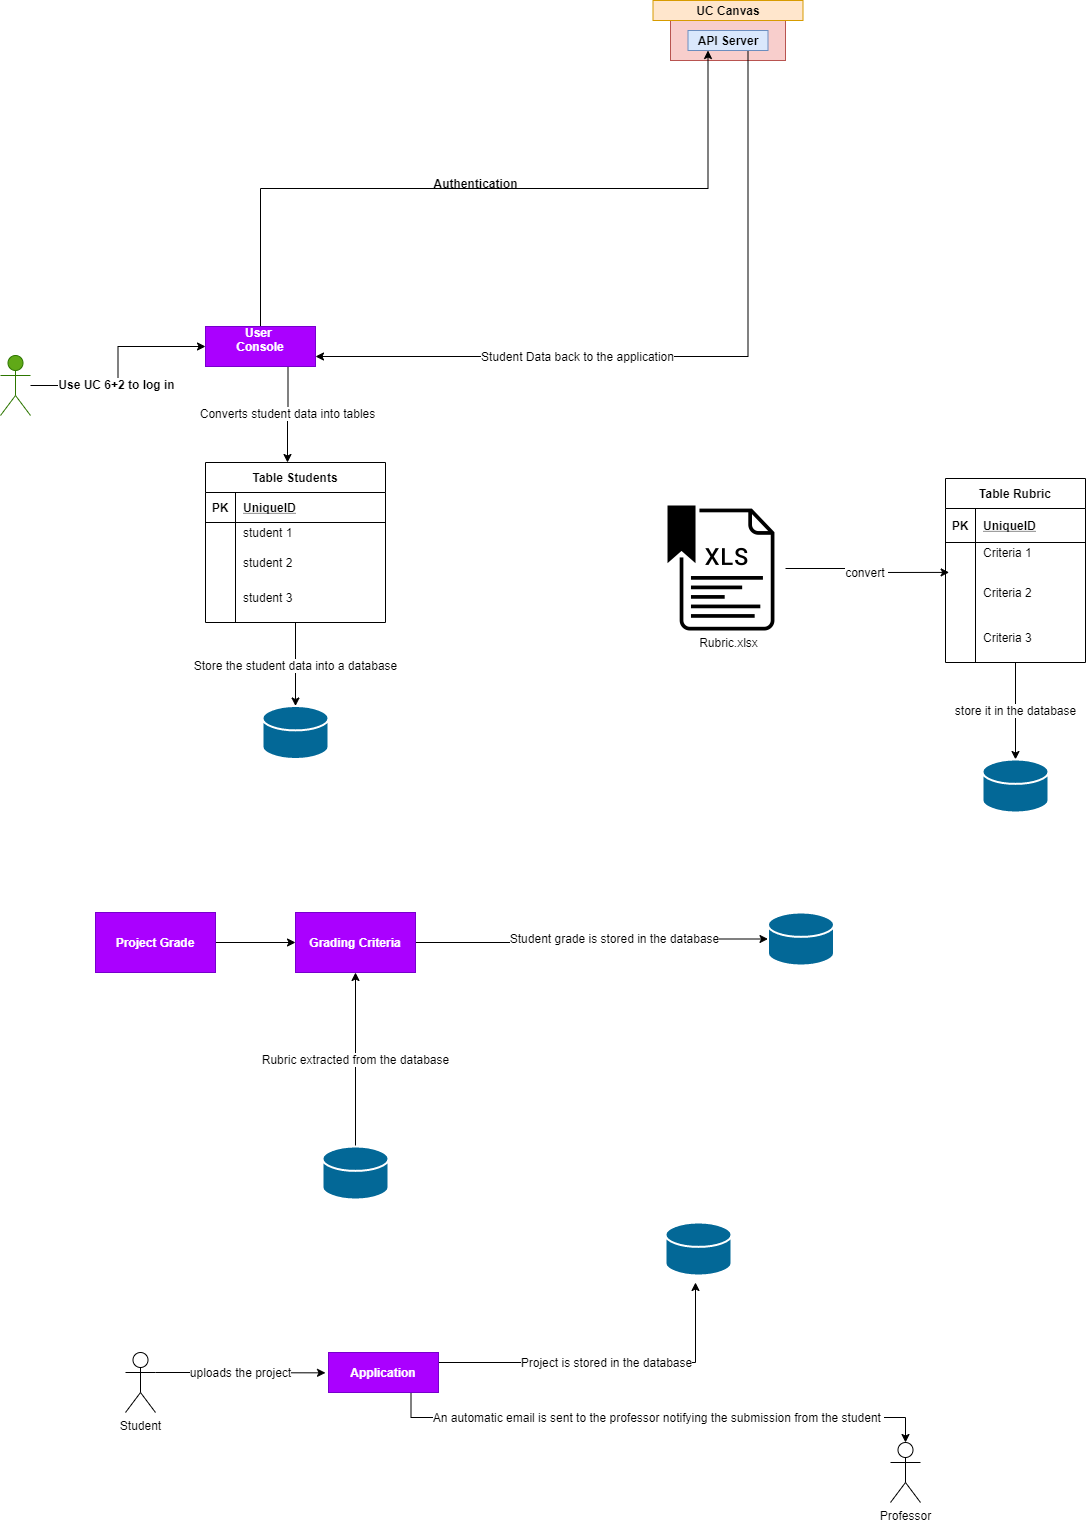 UC Canvas
API Server
Authentication
User
Console
Student Data back to the application
Use UC 6+2 to log in
Converts student data into tables
Table Students
PK UniqueID
student 1
student 2
student 3
Store the student data into a database
XLS
Rubric.xlsx
convert
Table Rubric
PK UniqueID
Criteria 1
Criteria 2
Criteria 3
store it in the database
Project Grade
Grading Criteria
Student grade is stored in the database
Rubric extracted from the database
uploads the project
Student
Application
Project is stored in the database
An automatic email is sent to the professor notifying the submission from the student
Professor